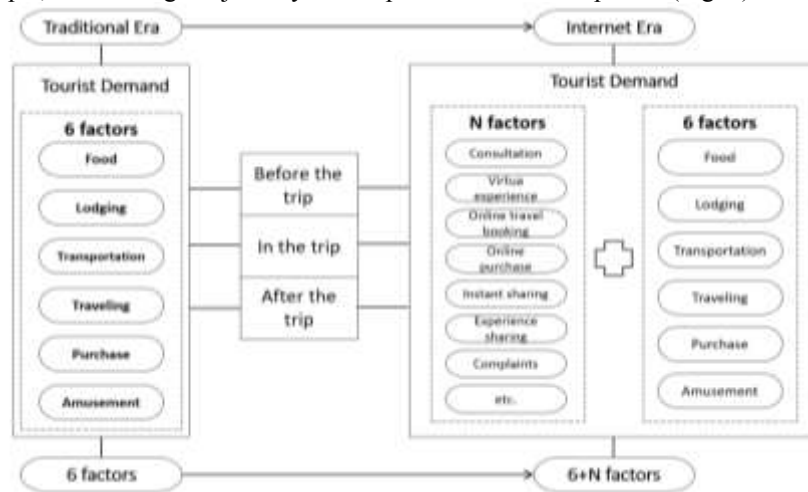 Traditional Era
Internet Era
Tourist Demand
6 factors
Food
Lodging
Transportation
Traveling
Purchase
Amusement
6 factors
Before the
trip
In the trip
After the
trip
Tourist Demand
N factors
Consultation
Virtua
experience
Online travel
booking
Online
purchase
Instant sharing
Experience
sharing
Complaints
etc.
6 factors
Food
Lodging
Transportation
Traveling
Purchase
Amusement
6+N factors